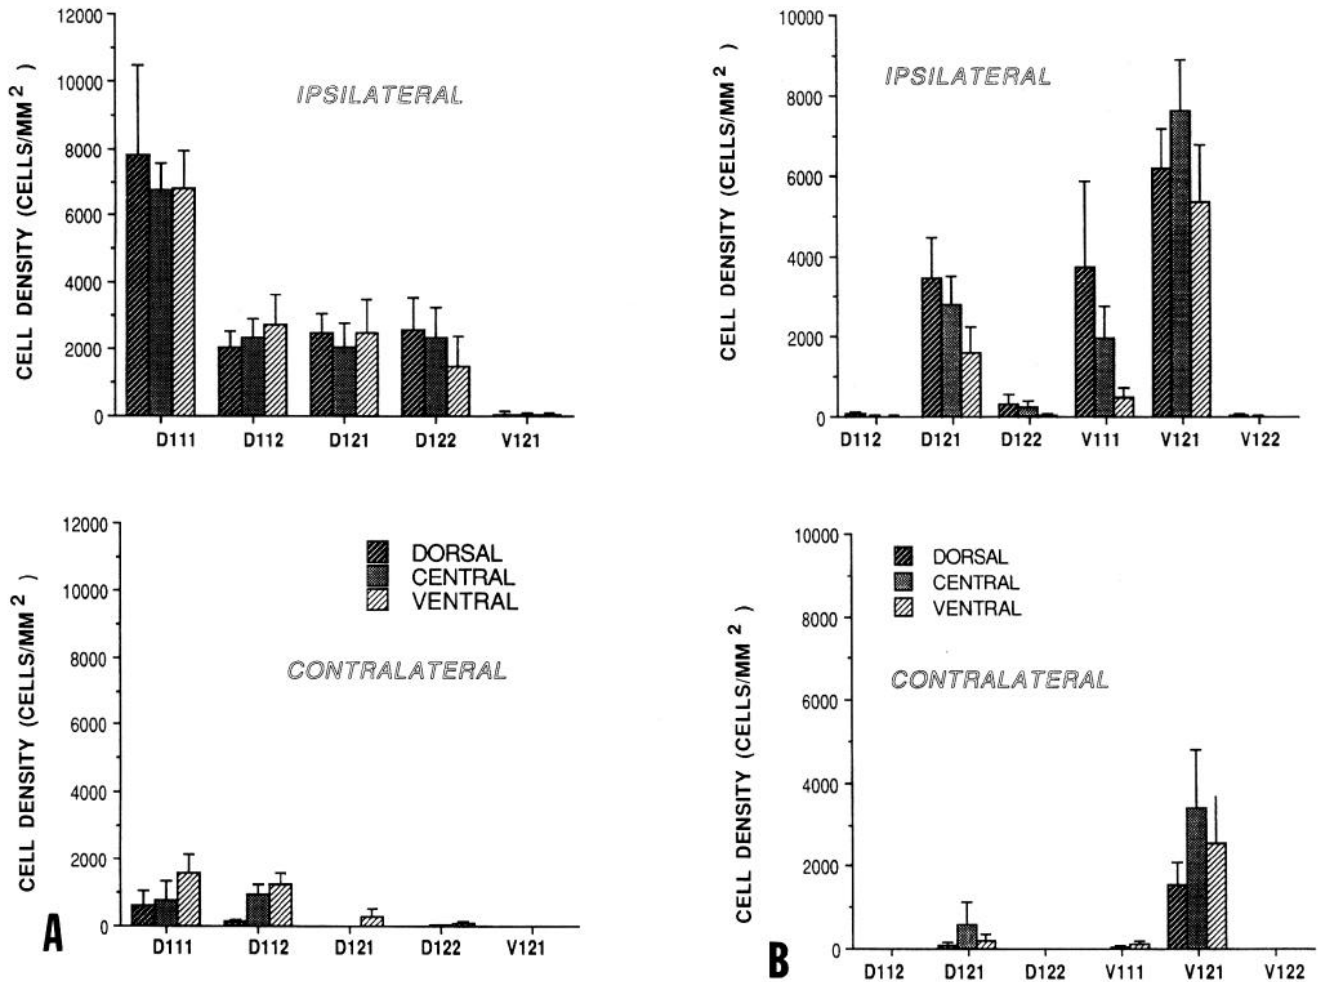 12000
10000
8000
6000
4000
2000
0
CELL DENSITY (CELLS/MM 2 )
IPSILATERAL
D111 D112 D121 D122 V121
10000
8000
6000
4000
2000
0
CELL DENSITY (CELLS/MM 2 )
IPSILATERAL
D112 D121 D122 V111 V121 V122
12000
10000
8000
6000
4000
2000
0
CELL DENSITY (CELLS/MM 2 )
DORSAL
CENTRAL
VENTRAL
CONTRALATERAL
D111 D112 D121 D122 V121
A
10000
8000
6000
4000
2000
0
CELL DENSITY (CELLS/MM 2 )
DORSAL
CENTRAL
VENTRAL
CONTRALATERAL
D112 D121 D122 V111 V121 V122
B